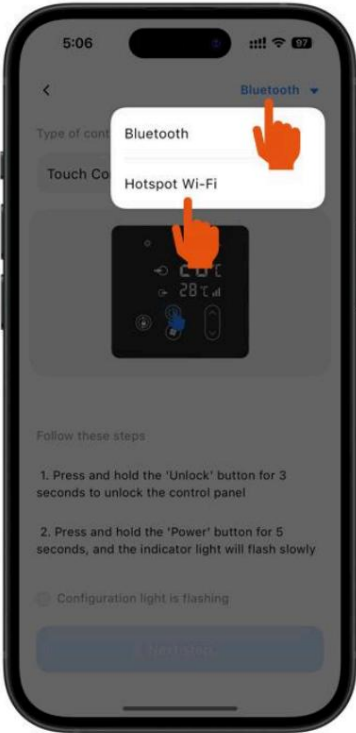 5:06
97
Bluetooth
Type of cont
Bluetooth
Touch Co
Hotspot Wi-Fi
28℃
Follow these steps
1. Press and hold the 'Unlock' button for 3
seconds to unlock the control panel
2. Press and hold the 'Power' button for 5
seconds, and the indicator light will flash slowly
Configuration light is flashing